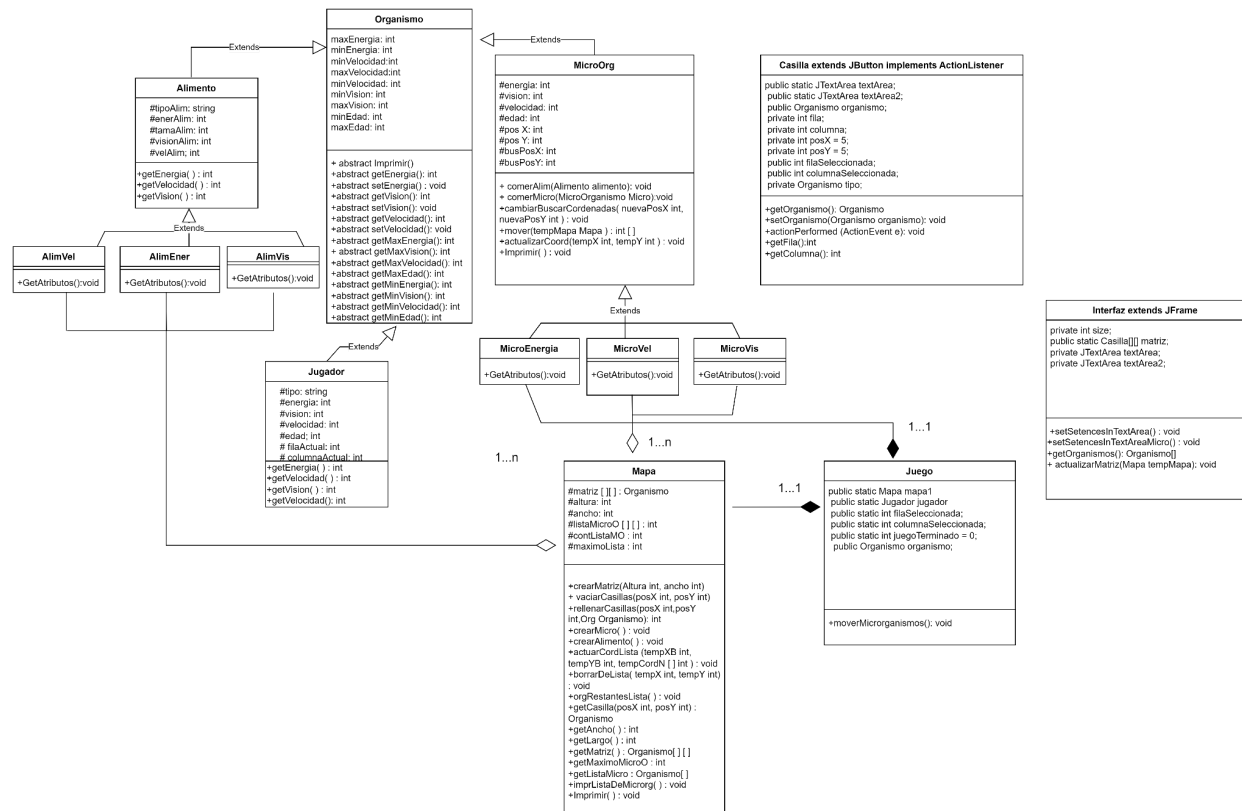 Organismo
maxEnergia: int
minEnergia: int
minVelocidad:int
maxVelocidad:int
minVelocidad: int
minVision: int
maxVision: int
minEdad: int
maxEdad: int
+ abstract Imprimir()
+abstract getEnergia(): int
+abstract setEnergia() : void
+abstract getVision(): int
+abstract setVision(): void
+abstract getVelocidad(): int
+abstract setVelocidad(): void
+abstract getMaxEnergia(): int
+ abstract getMaxVision(): int
+abstract getMaxVelocidad(): int
+abstract getMaxEdad(): int
+abstract getMinEnergia(): int
+abstract getMinVision(): int
+abstract getMinVelocidad(): int
+abstract getMinEdad(): int
Extends
Extends
Alimento
#tipoAlim: string
#enerAlim: int
#tamaAlim: int
#visionAlim: int
#velAlim; int
+getEnergia( ) : int
+getVelocidad( ) : int
+getVision( ) : int
Extends
AlimVel
+GetAtributos():void
AlimEner
+GetAtributos():void
AlimVis
+GetAtributos():void
Extends
Jugador
#tipo: string
#energia: int
#vision: int
#velocidad: int
#edad; int
# filaActual: int
# columnaActual: int
+getEnergia( ) : int
+getVelocidad( ) : int
+getVision( ) : int
+getVelocidad(): int
MicroOrg
#energia: int
#vision: int
#velocidad: int
#edad: int
#pos X: int
#pos Y: int
#busPosX: int
#busPosY: int
+ comerAlim(Alimento alimento): void
+ comerMicro(MicroOrganismo Micro):void
+cambiarBuscarCordenadas( nuevaPosX int,
nuevaPosY int ) : void
+mover(tempMapa Mapa ) : int [ ]
+actualizarCoord(tempX int, tempY int ) : void
+Imprimir( ) : void
Extends
MicroEnergia
+GetAtributos():void
MicroVel
+GetAtributos():void
MicroVis
+GetAtributos():void
Casilla extends JButton implements ActionListener
public static JTextArea textArea;
public static JTextArea textArea2;
public Organismo organismo;
private int fila;
private int columna;
private int posX = 5;
private int posY = 5;
public int filaSeleccionada;
public int columnaSeleccionada;
private Organismo tipo;
+getOrganismo(): Organismo
+setOrganismo(Organismo organismo): void
+actionPerformed (ActionEvent e): void
+getFila():int
+getColumna(): int
Interfaz extends JFrame
private int size;
public static Casilla[][] matriz;
private JTextArea textArea;
private JTextArea textArea2;
+setSetencesInTextArea() : void
+setSetencesInTextAreaMicro() : void
+getOrganismos(): Organismo[]
+ actualizarMatriz(Mapa tempMapa): void
1...n
1...n
1...1
1...1
Mapa
#matriz [ ][ ] ; Organismo
#altura: int
#ancho: int
#listaMicroO [ ] [ ] ; int
#contListaMO : int
#maximoLista : int
+crearMatriz(Altura int, ancho int)
+ vaciarCasillas(posX int, posY int)
+rellenarCasillas(posX int,posY
int,Org Organismo): int
+crearMicro( ) : void
+crearAlimento( ) : void
+actuarCordLista (tempXB int,
tempYB int, tempCordN [ ] int ) : void
+borrarDeLista( tempX int, tempY int)
: void
+orgRestantesLista( ) : void
+getCasilla(posX int, posY int) :
Organismo
+getAncho( ) : int
+getLargo( ) ; int
+getMatriz( ) : Organismo[ ] [ ]
+getMaximoMicroO : int
+getListaMicro : Organismo[ ]
+imprListaDeMicrorg( ) : void
+Imprimir( ) : void
Juego
public static Mapa mapa1
public static Jugador jugador
public static int filaSeleccionada;
public static int columnaSeleccionada;
public static int juegoTerminado = 0;
public Organismo organismo;
+moverMicrorganismos(): void